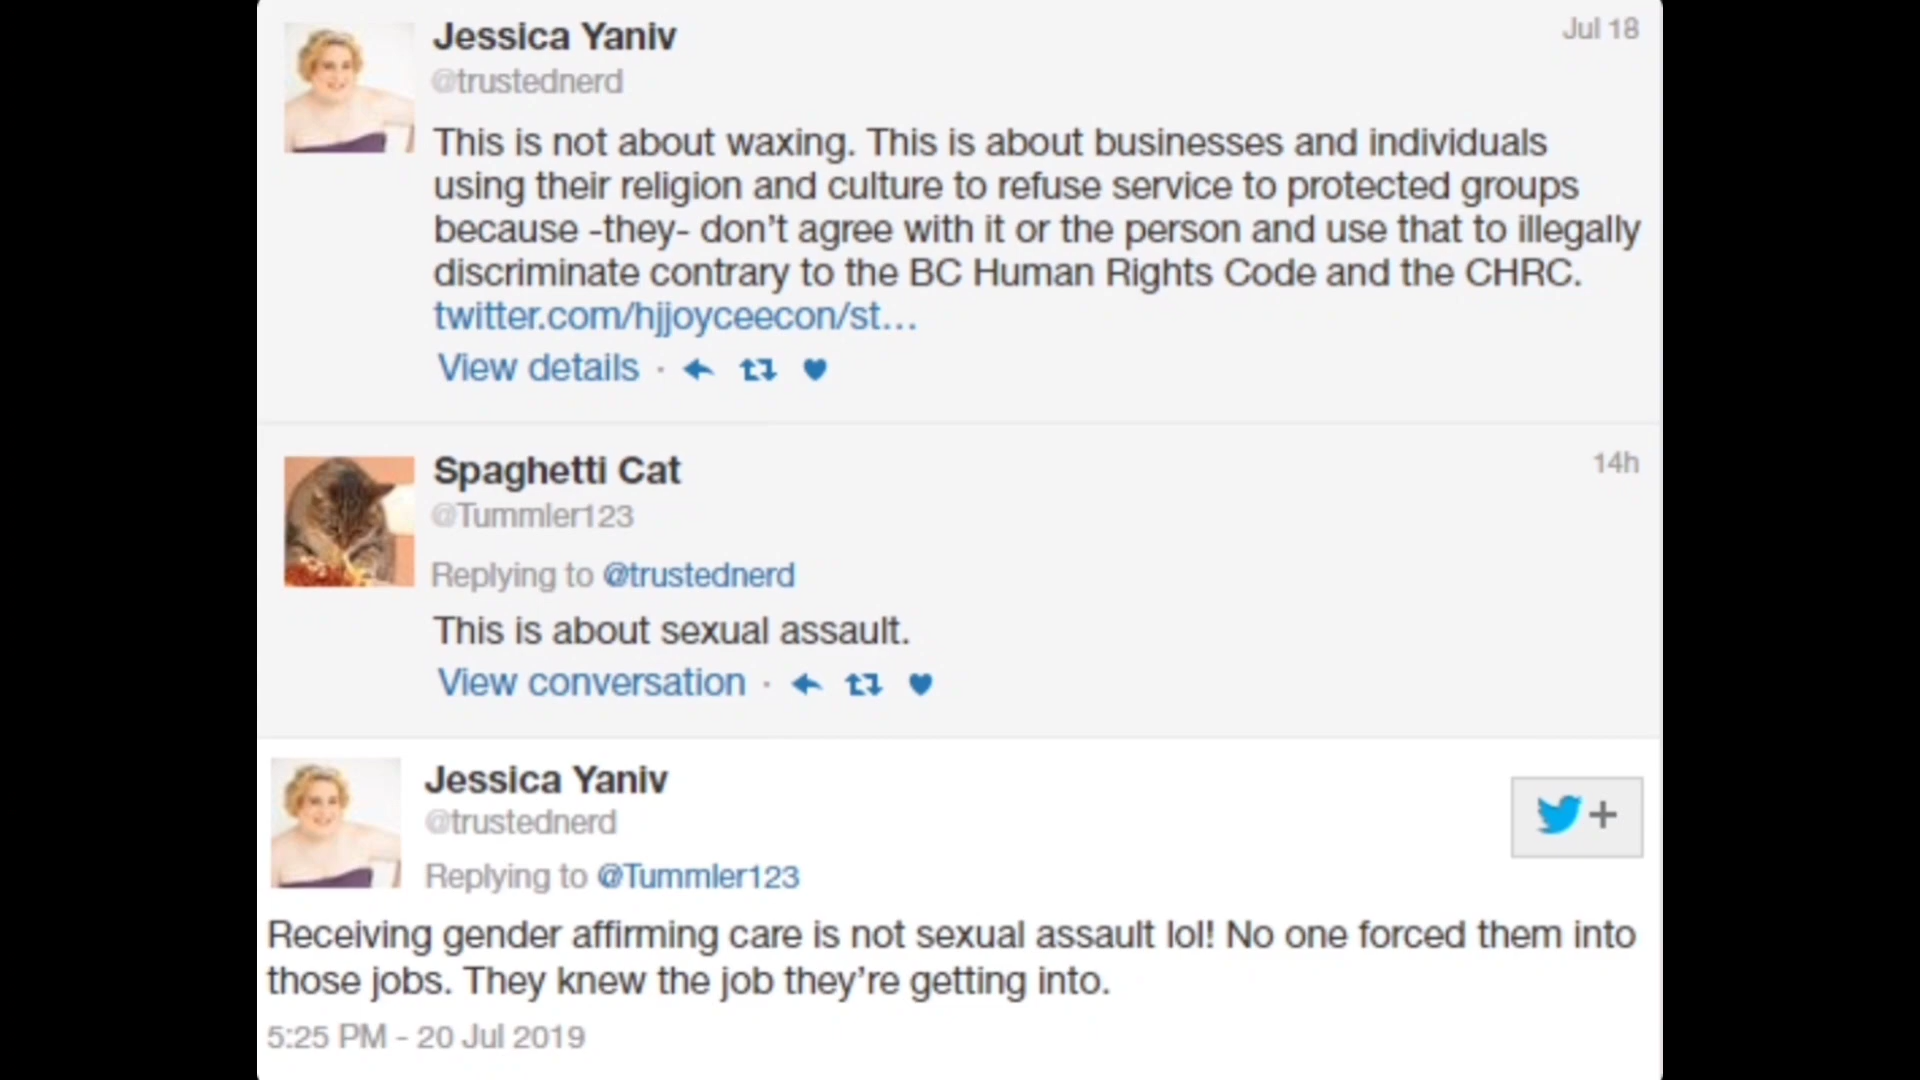 Jessica Yaniv
Jul 18
@trustednerd
This is not about waxing. This is about businesses and individuals
using their religion and culture to refuse service to protected groups
because -they- don't agree with it or the person and use that to illegally
discriminate contrary to the BC Human Rights Code and the CHRC.
twitter.com/hjjoyceecon/st...
View details ·
Spaghetti Cat
14h
@Tummler123
Replying to @trustednerd
This is about sexual assault.
View conversation ·
Jessica Yaniv
@trustednerd
+
Replying to @Tummler123
Receiving gender affirming care is not sexual assault lol! No one forced them into
those jobs. They knew the job they're getting into.
5:25 PM - 20 Jul 2019